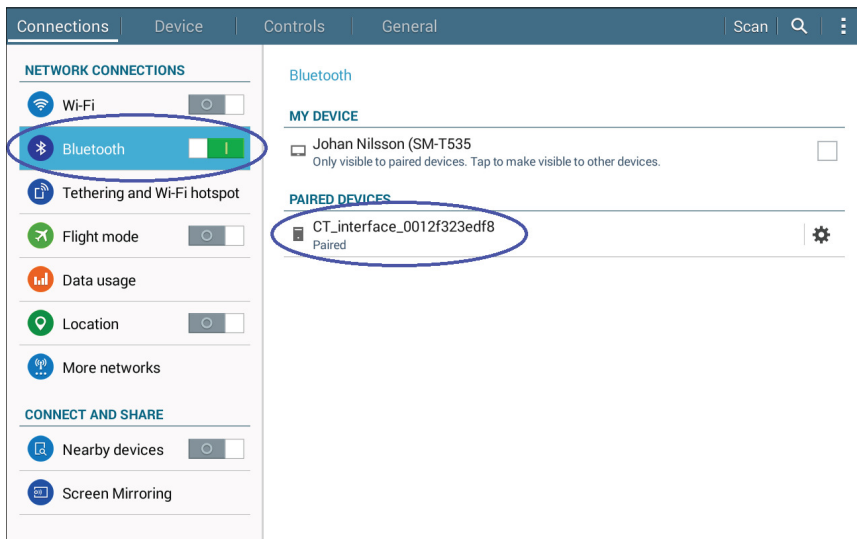 Connections Device Controls General Scan
NETWORK CONNECTIONS
Wi-Fi
Bluetooth
Tethering and Wi-Fi hotspot
Flight mode
Data usage
Location
More networks
CONNECT AND SHARE
Nearby devices
Screen Mirroring
Bluetooth
MY DEVICE
Johan Nilsson (SM-T535
Only visible to paired devices. Tap to make visible to other devices.
PAIRED DEVICES
CT_interface_0012f323edf8
Paired